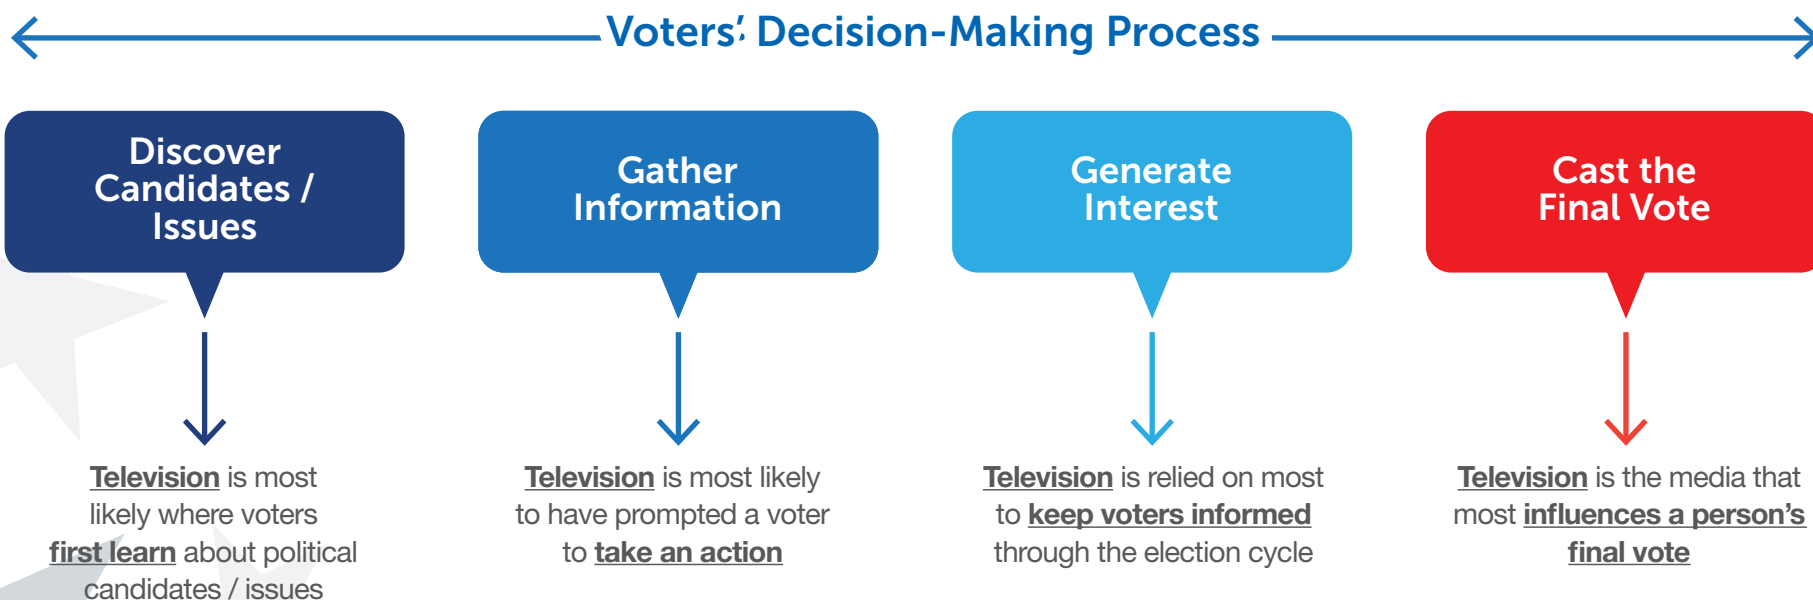 Voters' Decision-Making Process
Discover
Candidates /
Issues
Gather
Information
Generate
Interest
Cast the
Final Vote
Television is most
likely where voters
first learn about political
candidates / issues
Television is most likely
to have prompted a voter
to take an action
Television is relied on most
to keep voters informed
through the election cycle
Television is the media that
most influences a person's
final vote